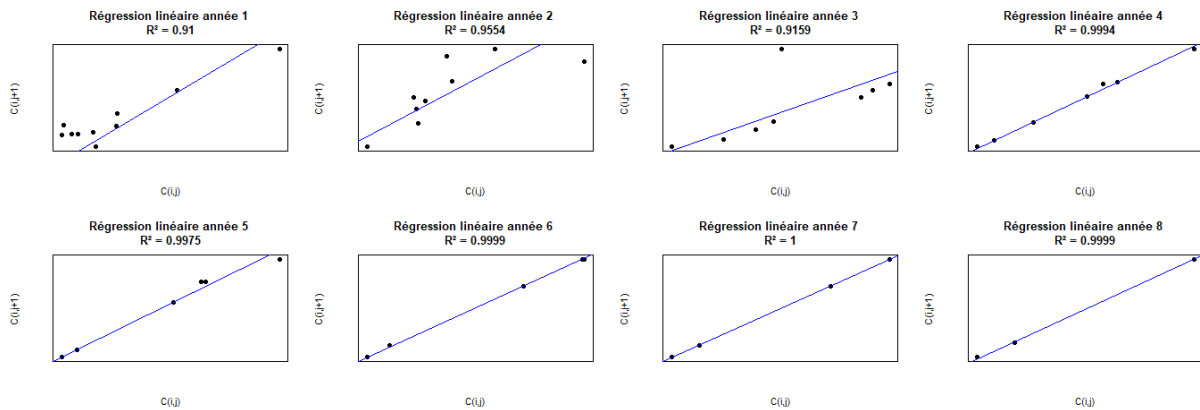 Régression linéaire année 1
R² = 0.91
C(i,j+1)
C(i,j)
Régression linéaire année 2
R² = 0.9554
C(i,j+1)
C(i,j)
Régression linéaire année 3
R² = 0.9159
C(i,j+1)
C(i,j)
Régression linéaire année 4
R² = 0.9994
C(i,j+1)
C(i,j)
Régression linéaire année 5
R² = 0.9975
C(i,j+1)
C(i,j)
Régression linéaire année 6
R² = 0.9999
C(i,j+1)
C(i,j)
Régression linéaire année 7
R² = 1
C(i,j+1)
C(i,j)
Régression linéaire année 8
R² = 0.9999
C(i,j+1)
C(i,j)